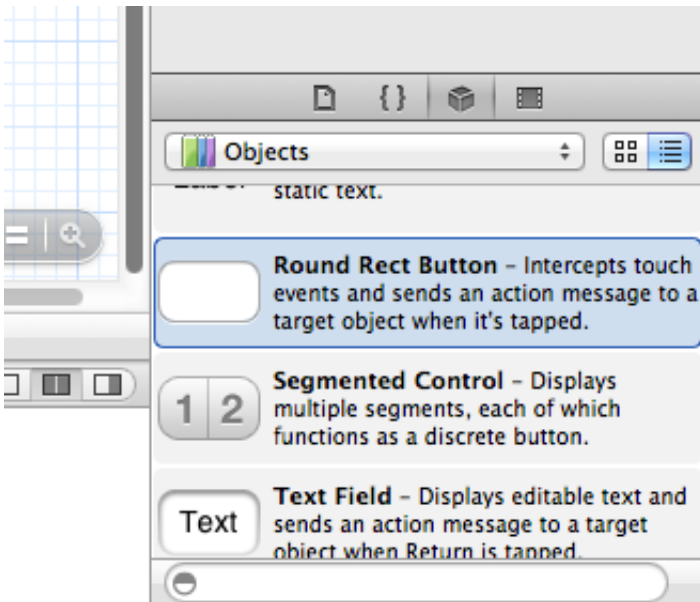 { }
Objects
Label
static text.
Round Rect Button – Intercepts touch
events and sends an action message to a
target object when it's tapped.
1 2
Segmented Control – Displays
multiple segments, each of which
functions as a discrete button.
Text
Text Field – Displays editable text and
sends an action message to a target
object when Return is tapped.